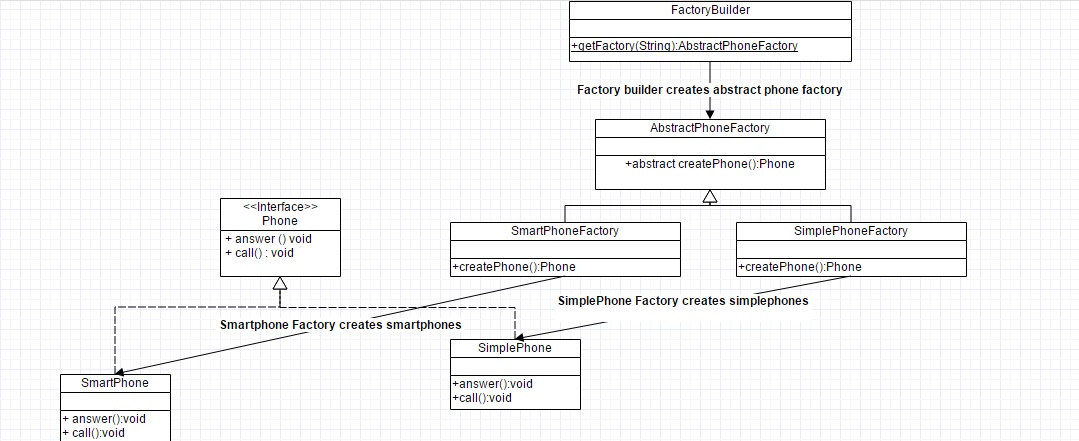 FactoryBuilder
+getFactory(String):AbstractPhoneFactory
Factory builder creates abstract phone factory
AbstractPhoneFactory
+abstract createPhone():Phone
<<Interface>>
Phone
+ answer () void
+ call() : void
SmartPhoneFactory
+createPhone():Phone
SimplePhoneFactory
+createPhone():Phone
SimplePhone Factory creates simplephones
Smartphone Factory creates smartphones
SimplePhone
+answer():void
+call():void
SmartPhone
+ answer():void
+ call():void